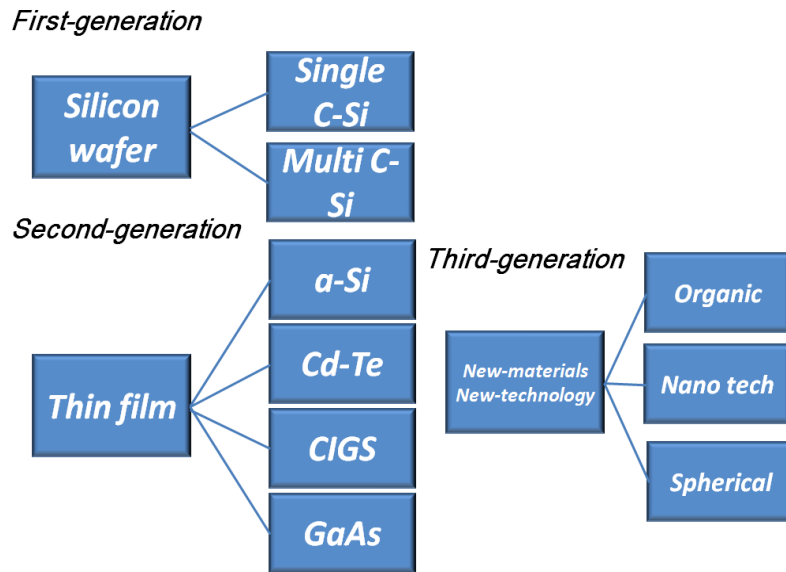 First-generation
Silicon
wafer
Single
C-Si
Multi C-
Si
Second-generation
Thin film
a-Si
Cd-Te
CIGS
GaAs
Third-generation
New-materials
New-technology
Organic
Nano tech
Spherical